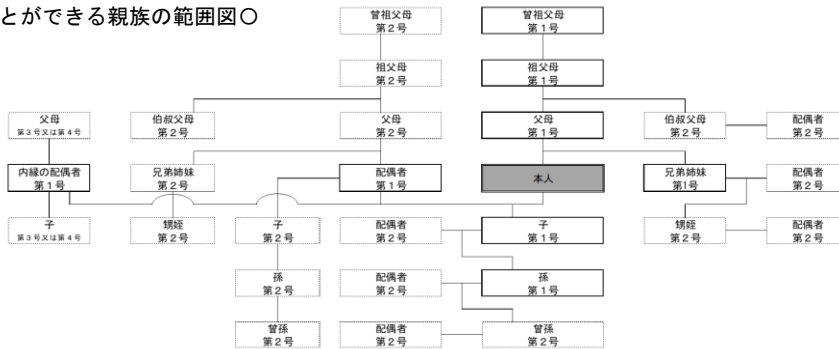 とができる親族の範囲図〇
曾祖父母
第２号
曾祖父母
第１号
祖父母
第２号
祖父母
第１号
父母
第３号又は第４号
伯叔父母
第２号
父母
第２号
父母
第１号
伯叔父母
第２号
配偶者
第２号
内縁の配偶者
第１号
兄弟姉妹
第２号
配偶者
第１号
本人
兄弟姉妹
第1号
配偶者
第２号
子
第３号又は第４号
甥姪
第２号
子
第２号
配偶者
第２号
子
第１号
甥姪
第２号
配偶者
第２号
孫
第２号
配偶者
第２号
孫
第１号
曾孫
第２号
配偶者
第２号
曾孫
第２号